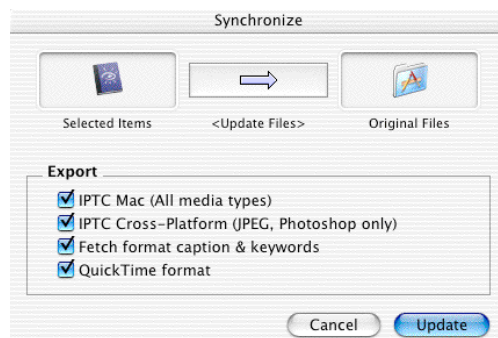 Synchronize
Selected Items <Update Files> Original Files
Export
IPTC Mac (All media types)
IPTC Cross-Platform (JPEG, Photoshop only)
Fetch format caption & keywords
QuickTime format
Cancel Update